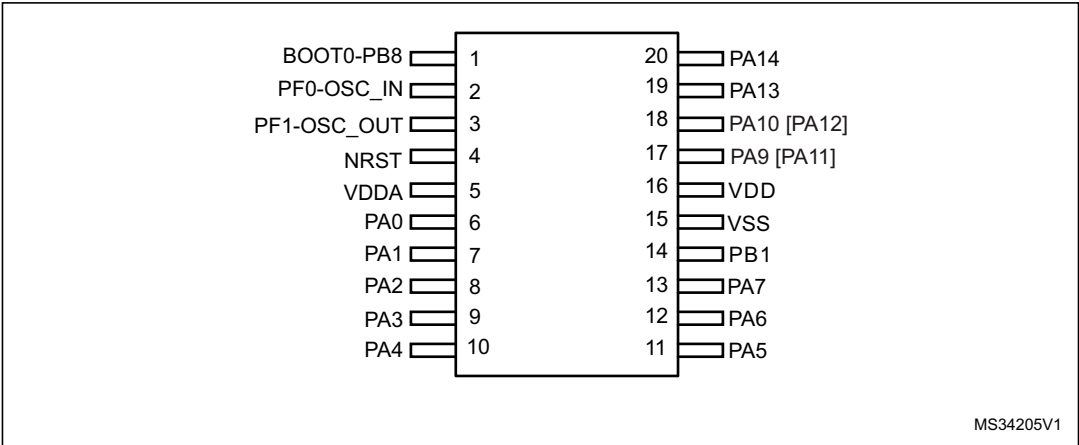 BOOT0-PB8 1 20 PA14
PF0-OSC_IN 2 19 PA13
PF1-OSC_OUT 3 18 PA10 [PA12]
NRST 4 17 PA9 [PA11]
VDDA 5 16 VDD
PA0 6 15 VSS
PA1 7 14 PB1
PA2 8 13 PA7
PA3 9 12 PA6
PA4 10 11 PA5
MS34205V1